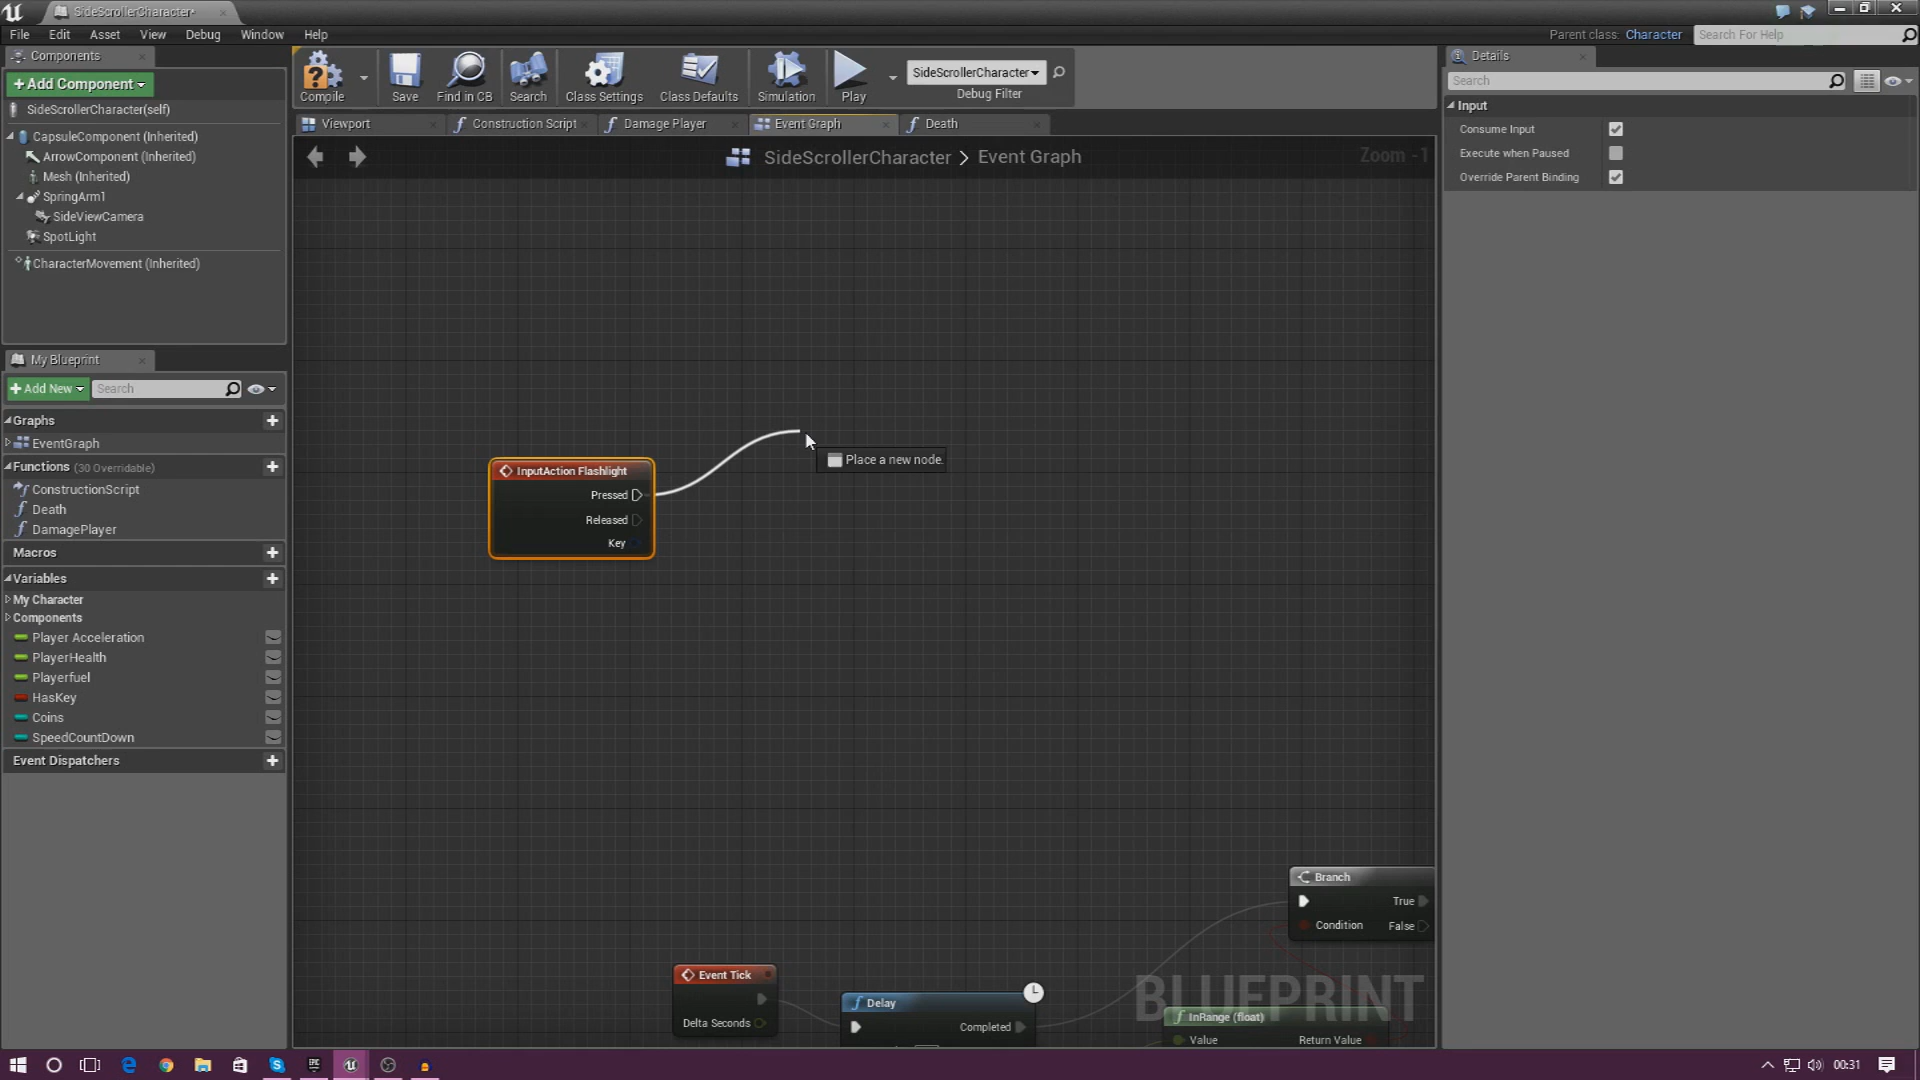 SideScrollerCharacter*
File Edit Asset View Debug Window Help
Parent class: Character Search For Help
Components
+ Add Component
SideScrollerCharacter(self)
CapsuleComponent (Inherited)
ArrowComponent (Inherited)
Mesh (Inherited)
SpringArm1
SideViewCamera
SpotLight
CharacterMovement (Inherited)
Compile Save Find in CB Search Class Settings Class Defaults Simulation Play
SideScrollerCharacter
Debug Filter
Viewport Construction Script Damage Player Event Graph Death
SideScrollerCharacter > Event Graph
Zoom -1
My Blueprint
+ Add New Search
Graphs
EventGraph
Functions (30 Overridable)
ConstructionScript
Death
DamagePlayer
Macros
Variables
My Character
Components
Player Acceleration
PlayerHealth
Playerfuel
HasKey
Coins
SpeedCountDown
Event Dispatchers
InputAction Flashlight
Pressed
Released
Key
Place a new node.
Event Tick
Delta Seconds
Delay
Completed
Branch
True
Condition False
BLUEPRINT
InRange (float)
Value Return Value
Details
Search
Input
Consume Input
Execute when Paused
Override Parent Binding
00:31